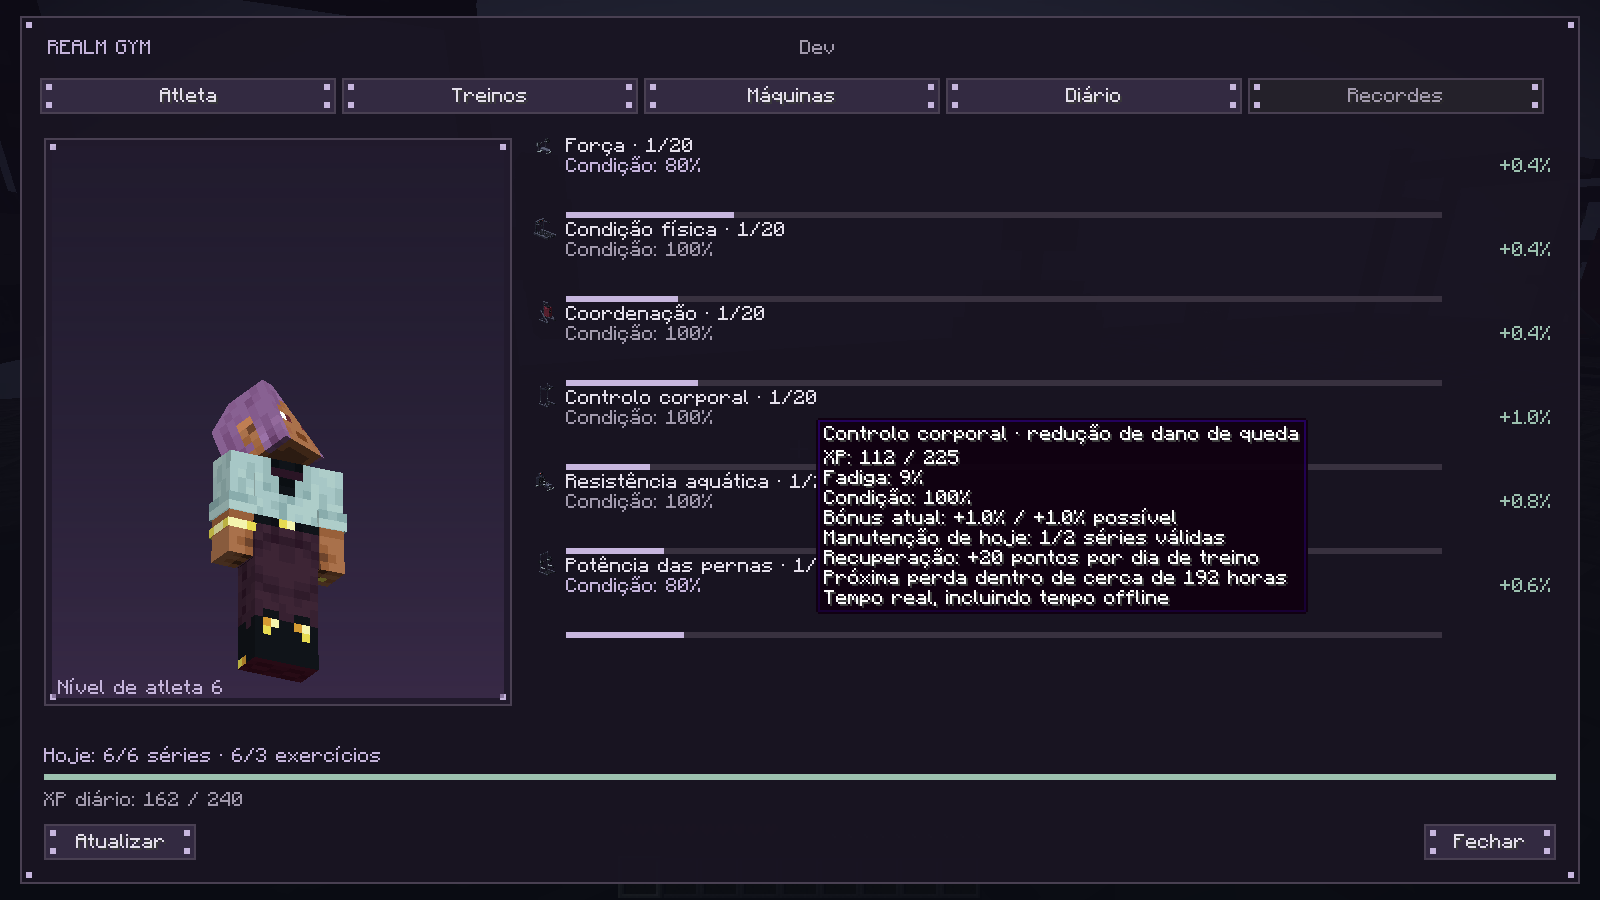 REALM GYM
Dev
Atleta
Treinos
Máquinas
Diário
Recordes
Força · 1/20
Condição: 80%
+0.4%
Condição física · 1/20
Condição: 100%
+0.4%
Coordenação · 1/20
Condição: 100%
+0.4%
Controlo corporal · 1/20
Condição: 100%
+1.0%
Controlo corporal · redução de dano de queda
XP: 112 / 225
Fadiga: 9%
Condição: 100%
Bónus atual: +1.0% / +1.0% possível
Manutenção de hoje: 1/2 séries válidas
Recuperação: +20 pontos por dia de treino
Próxima perda dentro de cerca de 192 horas
Tempo real, incluindo tempo offline
Resistência aquática · 1/
Condição: 100%
+0.8%
Potência das pernas · 1/
Condição: 80%
+0.6%
Nível de atleta 6
Hoje: 6/6 séries · 6/3 exercícios
XP diário: 162 / 240
Atualizar
Fechar